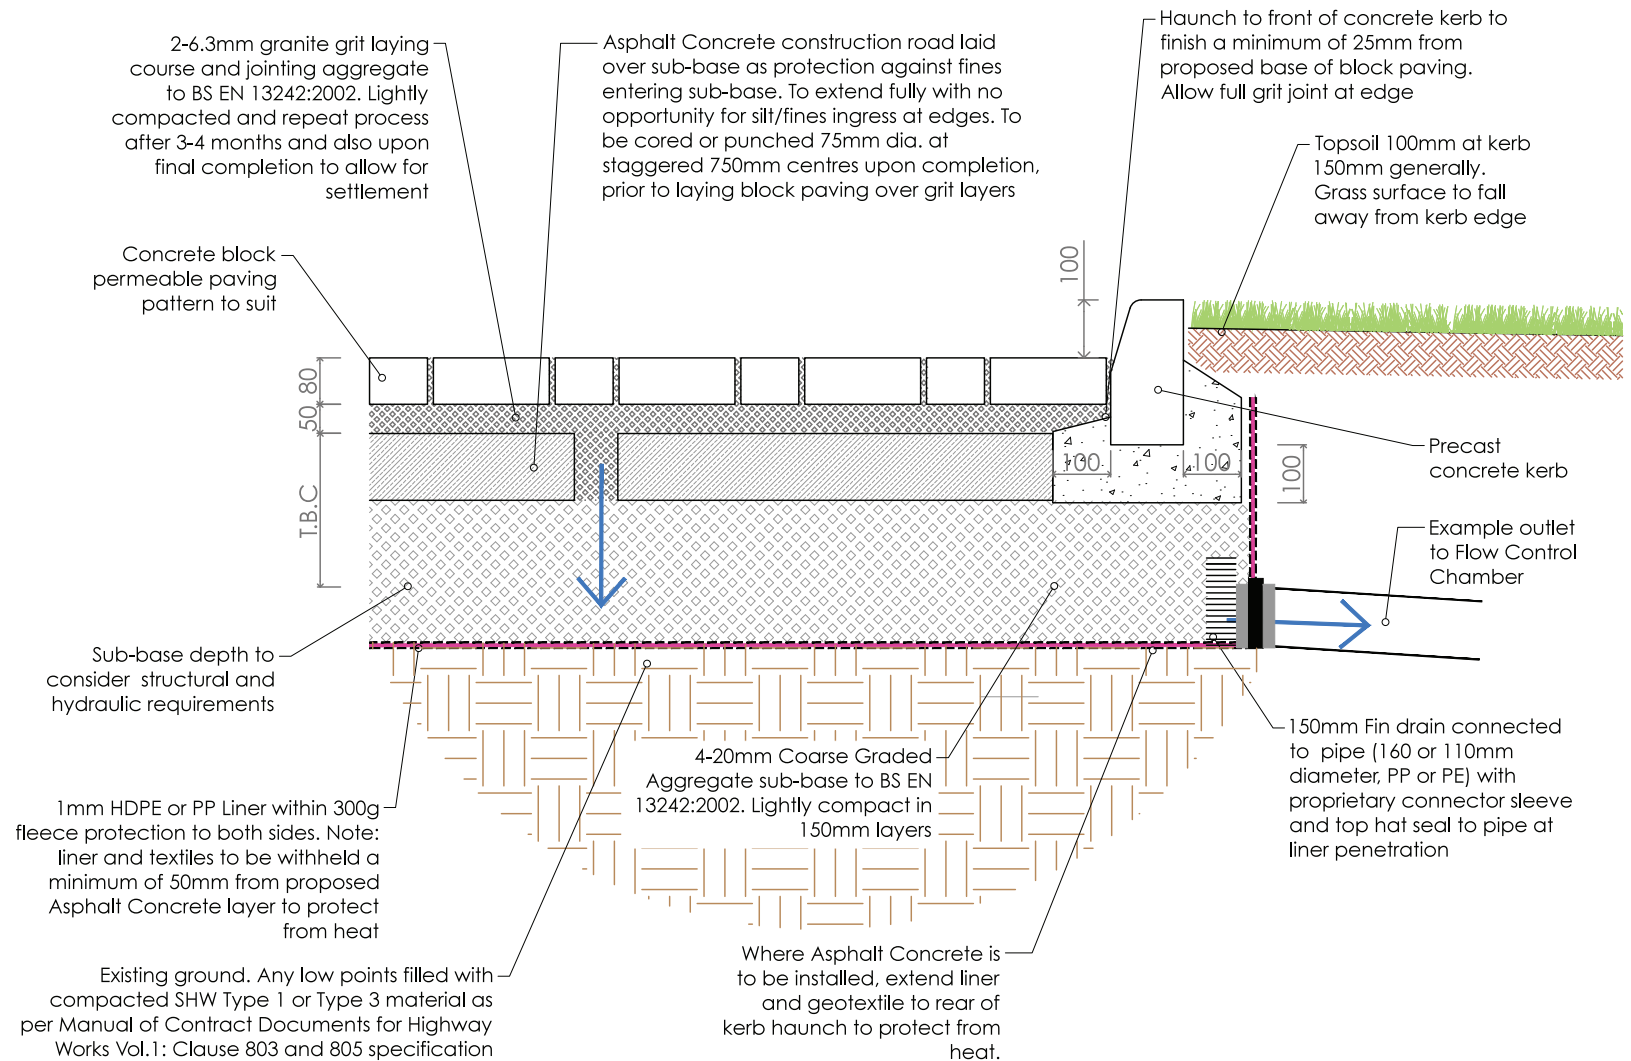 2-6.3mm granite grit laying
course and jointing aggregate
to BS EN 13242:2002. Lightly
compacted and repeat process
after 3-4 months and also upon
final completion to allow for
settlement
Asphalt Concrete construction road laid
over sub-base as protection against fines
entering sub-base. To extend fully with no
opportunity for silt/fines ingress at edges. To
be cored or punched 75mm dia. at
staggered 750mm centres upon completion,
prior to laying block paving over grit layers
Haunch to front of concrete kerb to
finish a minimum of 25mm from
proposed base of block paving.
Allow full grit joint at edge
Topsoil 100mm at kerb
150mm generally.
Grass surface to fall
away from kerb edge
Concrete block
permeable paving
pattern to suit
100
80
50
T.B.C
100
100
100
Precast
concrete kerb
Example outlet
to Flow Control
Chamber
Sub-base depth to
consider structural and
hydraulic requirements
4-20mm Coarse Graded
Aggregate sub-base to BS EN
13242:2002. Lightly compact in
150mm layers
150mm Fin drain connected
to pipe (160 or 110mm
diameter, PP or PE) with
proprietary connector sleeve
and top hat seal to pipe at
liner penetration
1mm HDPE or PP Liner within 300g
fleece protection to both sides. Note:
liner and textiles to be withheld a
minimum of 50mm from proposed
Asphalt Concrete layer to protect
from heat
Existing ground. Any low points filled with
compacted SHW Type 1 or Type 3 material as
per Manual of Contract Documents for Highway
Works Vol.1: Clause 803 and 805 specification
Where Asphalt Concrete is
to be installed, extend liner
and geotextile to rear of
kerb haunch to protect from
heat.